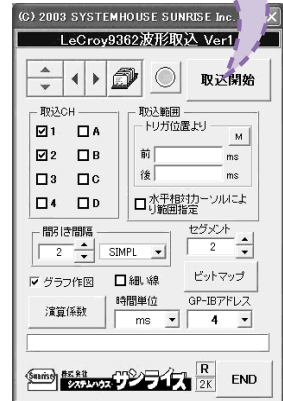 (C) 2003 SYSTEMHOUSE SUNRISE Inc.
LeCroy9362波形取込 Ver1
取込開始
取込CH
1 A
2 B
3 C
4 D
取込範囲
トリガ位置より
M
前 ms
後 ms
水平相対カーソルによ
り範囲指定
間引き間隔
2 SIMPL
セグメント
2
グラフ作図 細い線
ビットマップ
演算係数
時間単位
ms
GP-IBアドレス
4
Sunrise 株式会社 システムハウス サンライズ
R
2K
END